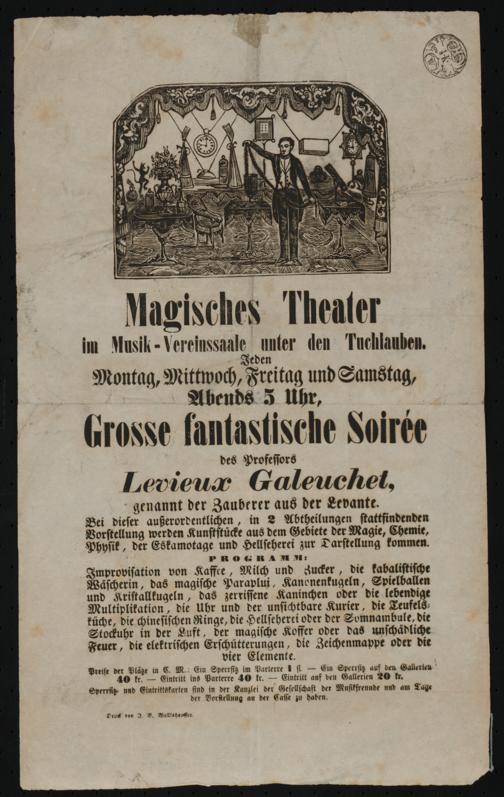 Magisches Theater
im Musik-Vereinssaale unter den Tuchlauben.
Jeden
Montag, Mittwoch, Freitag und Samstag,
Abends 5 Uhr,
Grosse fantastische Soirée
des Professors
Levieux Galeuchet,
genannt der Zauberer aus der Levante.
Bei dieser außerordentlichen, in 2 Abtheilungen stattfindenden
Vorstellung werden Kunststücke aus dem Gebiete der Magie, Chemie,
Physik, der Eskamotage und Hellseherei zur Darstellung kommen.
PROGRAMM:
Improvisation von Kaffee, Milch und Zucker, die kabalistische
Wäscherin, das magische Paraplui, Kanonenkugeln, Spielballen
und Kristallkugeln, das zerrissene Kaninchen oder die lebendige
Multiplikation, die Uhr und der unsichtbare Kurier, die Teufels-
küche, die chinesischen Ringe, die Hellseherei oder der Somnambule, die
Stockuhr in der Luft, der magische Koffer oder das unschädliche
Feuer, die elektrischen Erschütterungen, die Zeichenmappe oder die
vier Elemente.
Preise der Plätze in C. M.: Ein Sperrsitz im Parterre 1 fl. — Ein Sperrsitz auf den Gallerien
40 kr. — Eintritt ins Parterre 40 kr. — Eintritt auf den Gallerien 20 kr.
Sperrsitz- und Eintrittskarten sind in der Kanzlei der Gesellschaft der Musikfreunde und am Tage
der Vorstellung an der Casse zu haben.
Druck von J. B. Wallishausser.